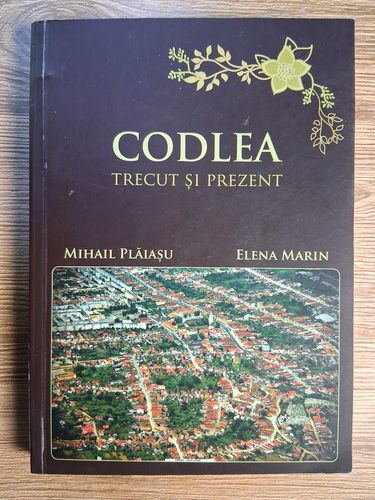 CODLEA
TRECUT ȘI PREZENT
MIHAIL PLĂIAȘU ELENA MARIN